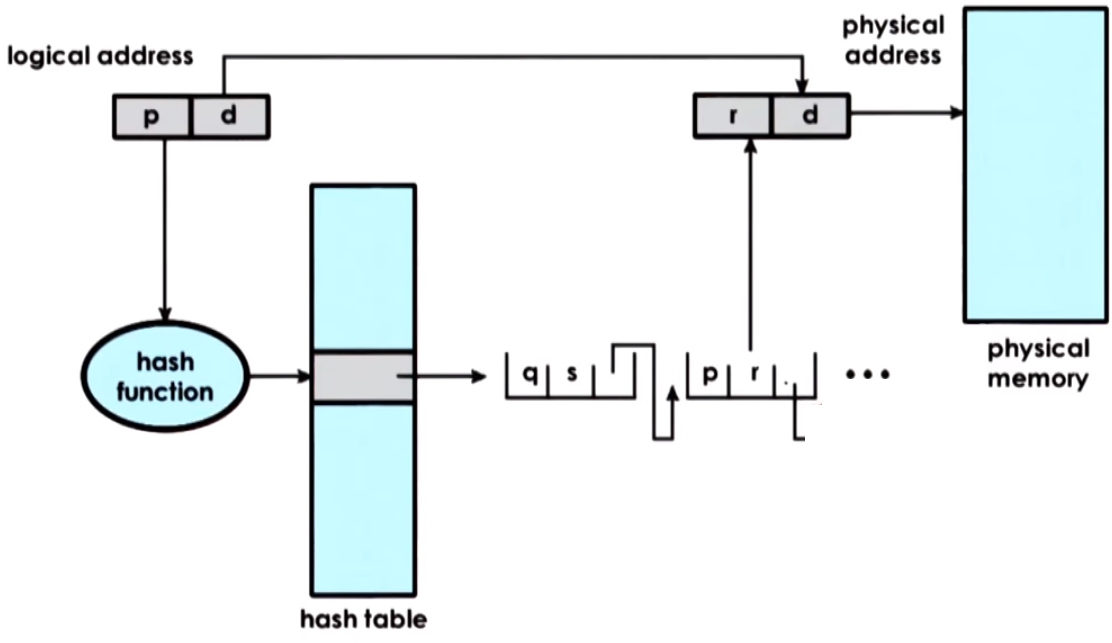 logical address
physical
address
p d
r d
hash
function
q s
p r
physical
memory
hash table